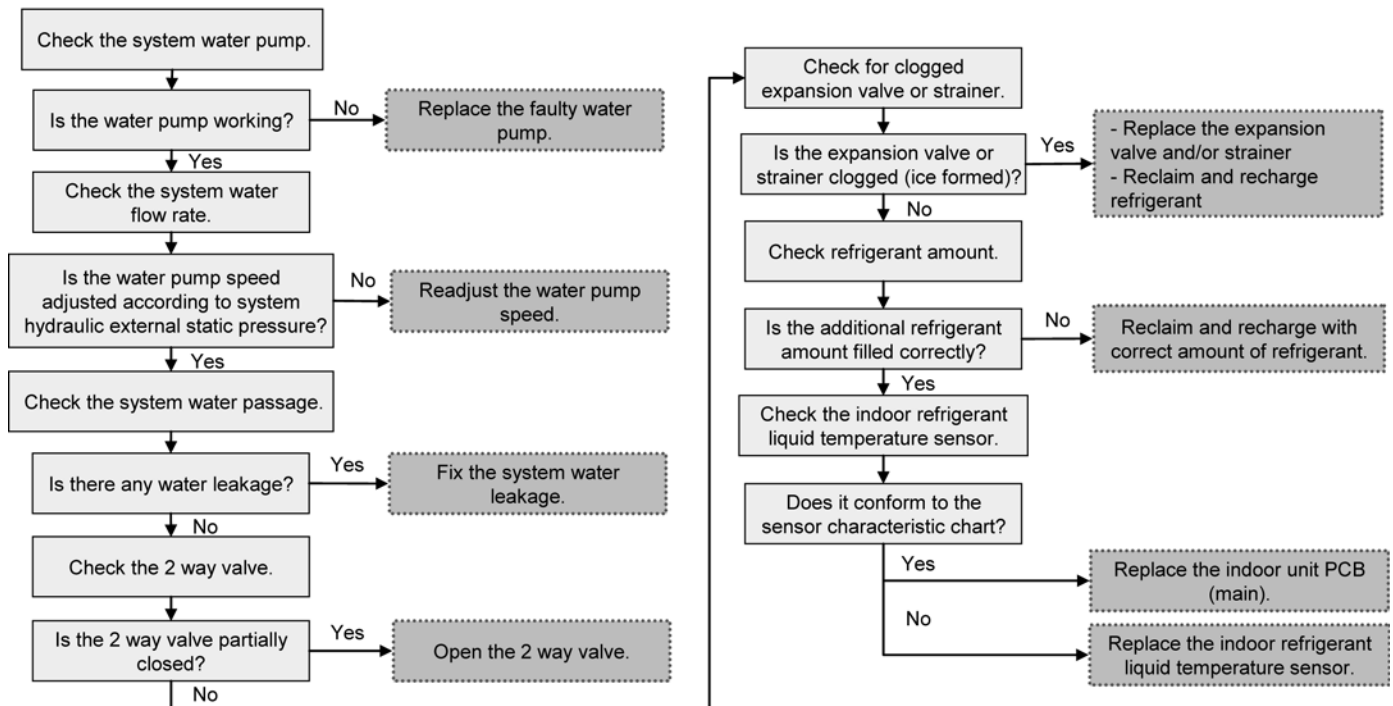 Check the system water pump.
Is the water pump working?
No
Replace the faulty water
pump.
Yes
Check the system water
flow rate.
Is the water pump speed
adjusted according to system
hydraulic external static pressure?
No
Readjust the water pump
speed.
Yes
Check the system water passage.
Is there any water leakage?
Yes
Fix the system water
leakage.
No
Check the 2 way valve.
Is the 2 way valve partially
closed?
Yes
Open the 2 way valve.
No
Check for clogged
expansion valve or strainer.
Is the expansion valve or
strainer clogged (ice formed)?
Yes
- Replace the expansion
valve and/or strainer
- Reclaim and recharge
refrigerant
No
Check refrigerant amount.
Is the additional refrigerant
amount filled correctly?
No
Reclaim and recharge with
correct amount of refrigerant.
Yes
Check the indoor refrigerant
liquid temperature sensor.
Does it conform to the
sensor characteristic chart?
Yes
Replace the indoor unit PCB
(main).
No
Replace the indoor refrigerant
liquid temperature sensor.